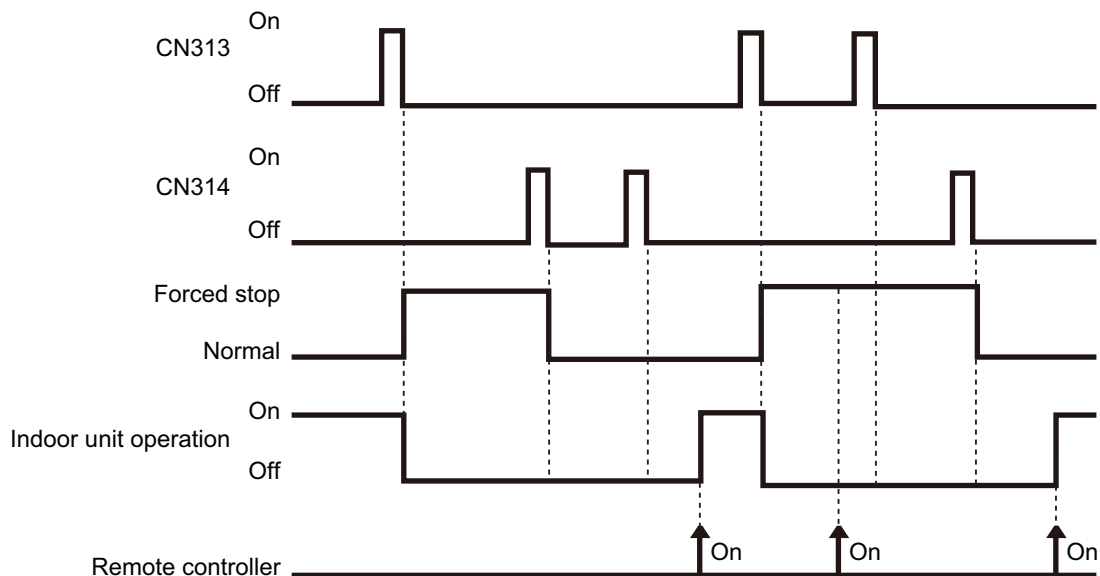 On
CN313
Off
On
CN314
Off
Forced stop
Normal
On
Indoor unit operation
Off
On
On
On
Remote controller